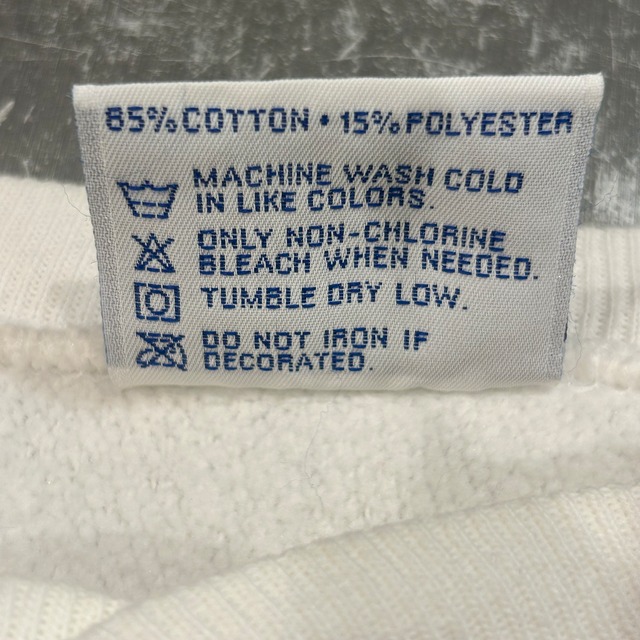 85% COTTON • 15% POLYESTER
MACHINE WASH COLD
IN LIKE COLORS.
ONLY NON-CHLORINE
BLEACH WHEN NEEDED.
TUMBLE DRY LOW.
DO NOT IRON IF
DECORATED.